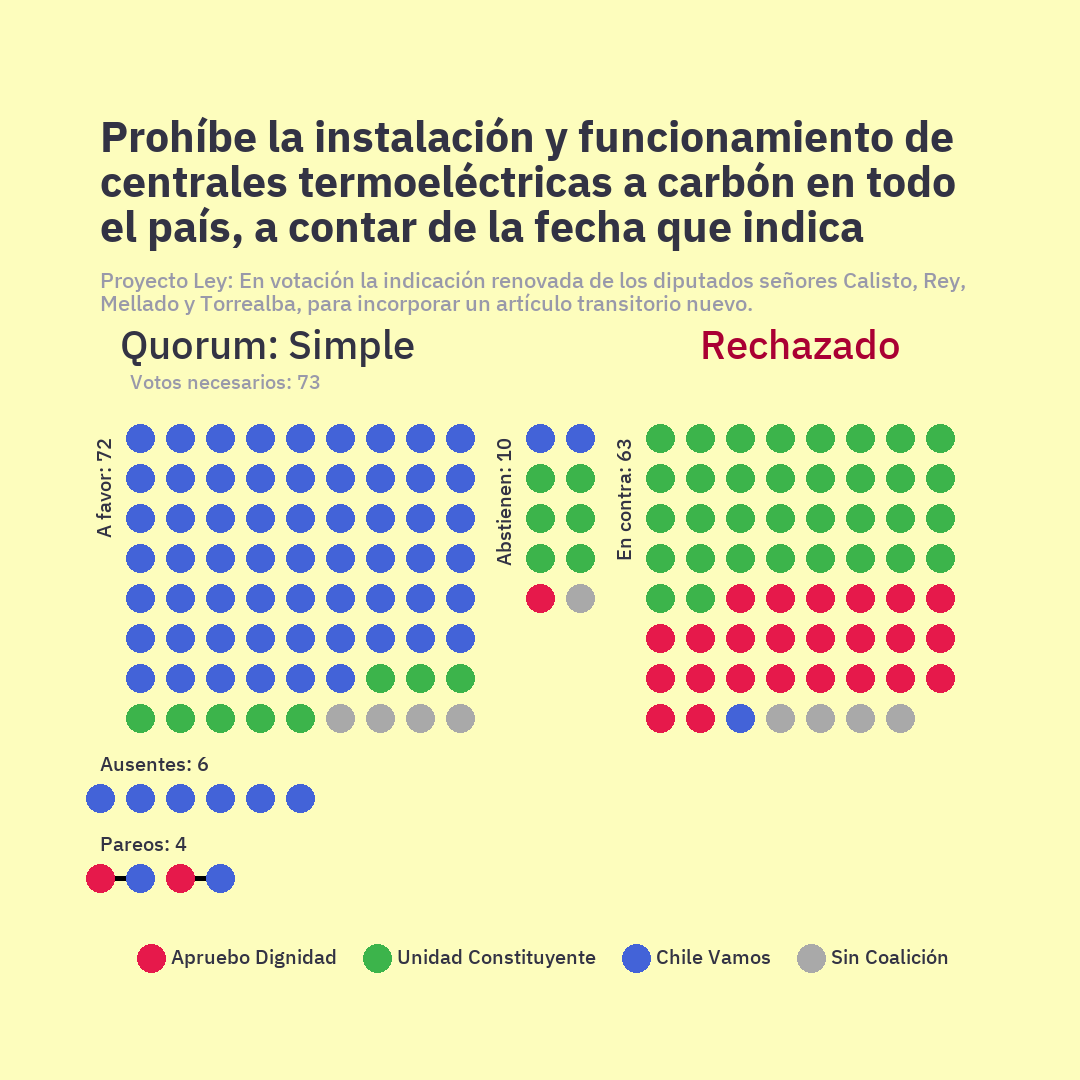 Prohíbe la instalación y funcionamiento de
centrales termoeléctricas a carbón en todo
el país, a contar de la fecha que indica
Proyecto Ley: En votación la indicación renovada de los diputados señores Calisto, Rey,
Mellado y Torrealba, para incorporar un artículo transitorio nuevo.
Quorum: Simple
Rechazado
Votos necesarios: 73
A favor: 72
Abstienen: 10
En contra: 63
Ausentes: 6
Pareos: 4
Apruebo Dignidad
Unidad Constituyente
Chile Vamos
Sin Coalición